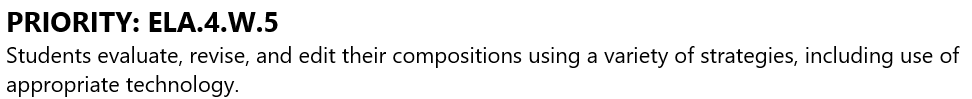 PRIORITY: ELA.4.W.5
Students evaluate, revise, and edit their compositions using a variety of strategies, including use of
appropriate technology.